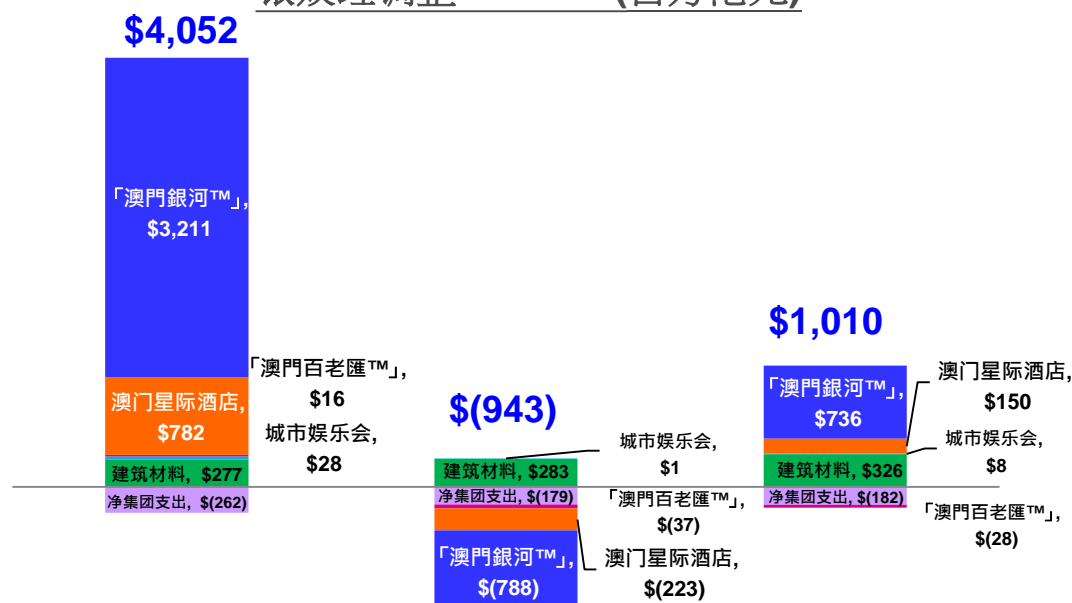 $4,052
「澳門銀河™」,
$3,211
澳门星际酒店,
$782
「澳門百老匯™」,
$16
城市娱乐会,
$28
建筑材料, $277
净集团支出, $(262)
$(943)
城市娱乐会,
$1
建筑材料, $283
净集团支出, $(179)
「澳門百老匯™」,
$(37)
澳门星际酒店,
$(223)
「澳門銀河™」,
$(788)
$1,010
「澳門銀河™」,
$736
澳门星际酒店,
$150
城市娱乐会,
$8
建筑材料, $326
净集团支出, $(182)
「澳門百老匯™」,
$(28)